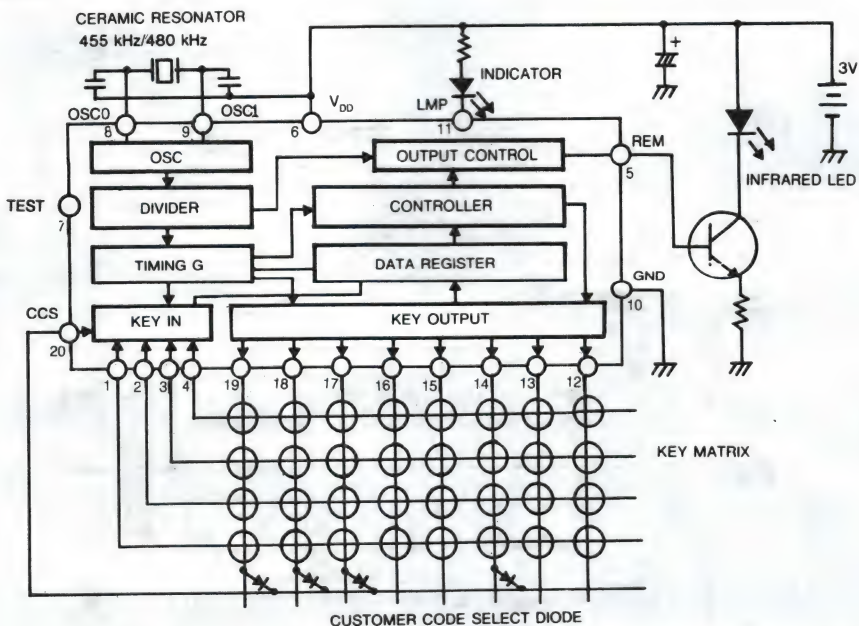 CERAMIC RESONATOR
455 kHz/480 kHz
3V
INDICATOR
OSC0
OSC1
VDD
LMP
8
9
6
11
OSC
OUTPUT CONTROL
REM
5
INFRARED LED
TEST
7
DIVIDER
CONTROLLER
TIMING G
DATA REGISTER
GND
10
CCS
20
KEY IN
KEY OUTPUT
1
2
3
4
19
18
17
16
15
14
13
12
+
KEY MATRIX
CUSTOMER CODE SELECT DIODE